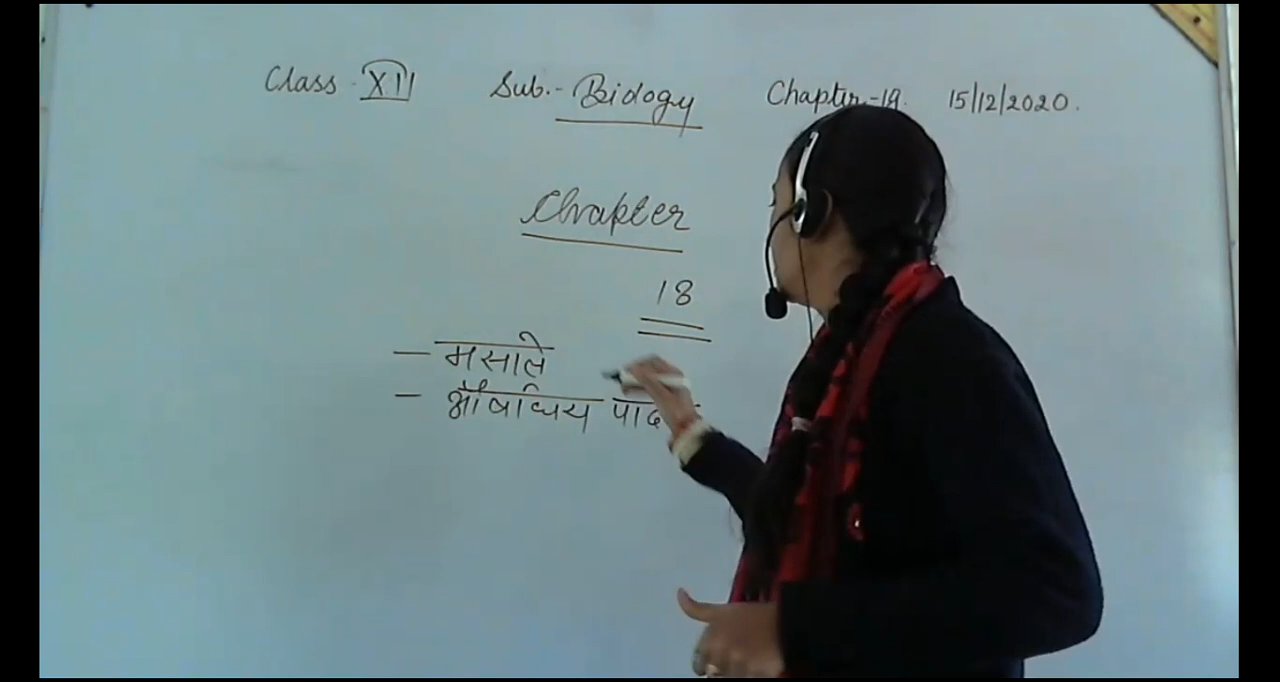 Class - XII Sub.- Biology Chapter-19. 15/12/2020.
Chapter
18
- मसाले
- औषधिय